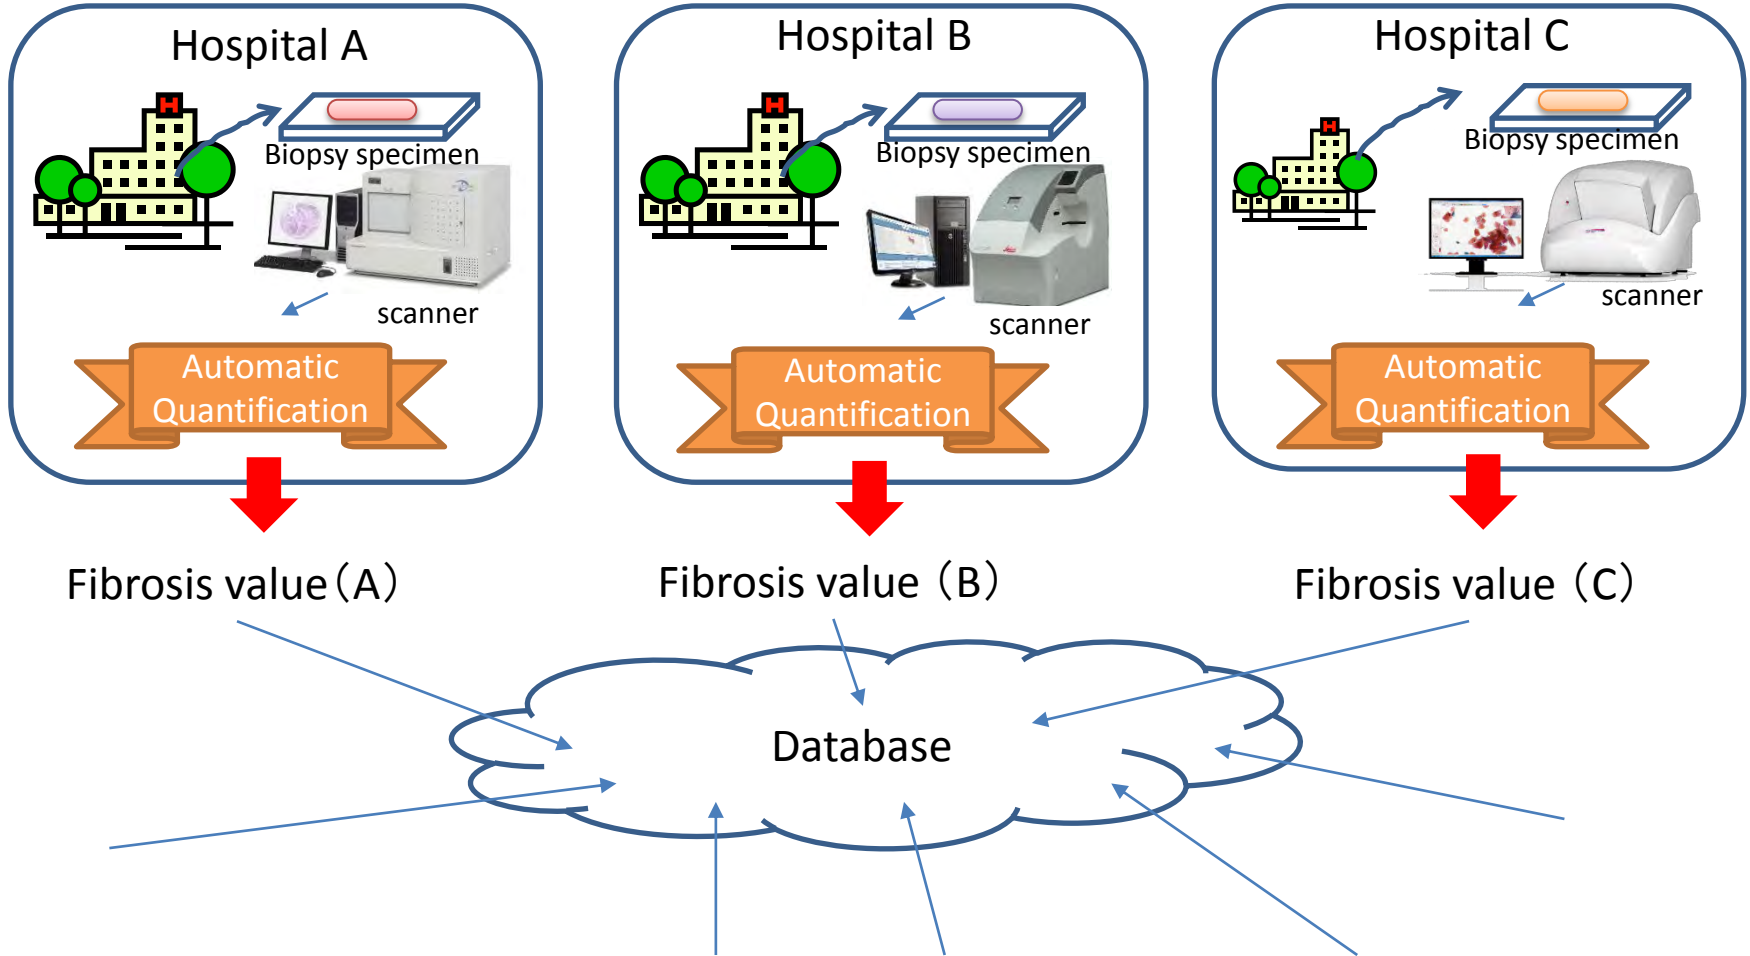 Hospital A
Hospital B
Hospital C
H
H
H
Biopsy specimen
Biopsy specimen
Biopsy specimen
scanner
scanner
scanner
Automatic
Quantification
Automatic
Quantification
Automatic
Quantification
Fibrosis value（A）
Fibrosis value（B）
Fibrosis value（C）
Database